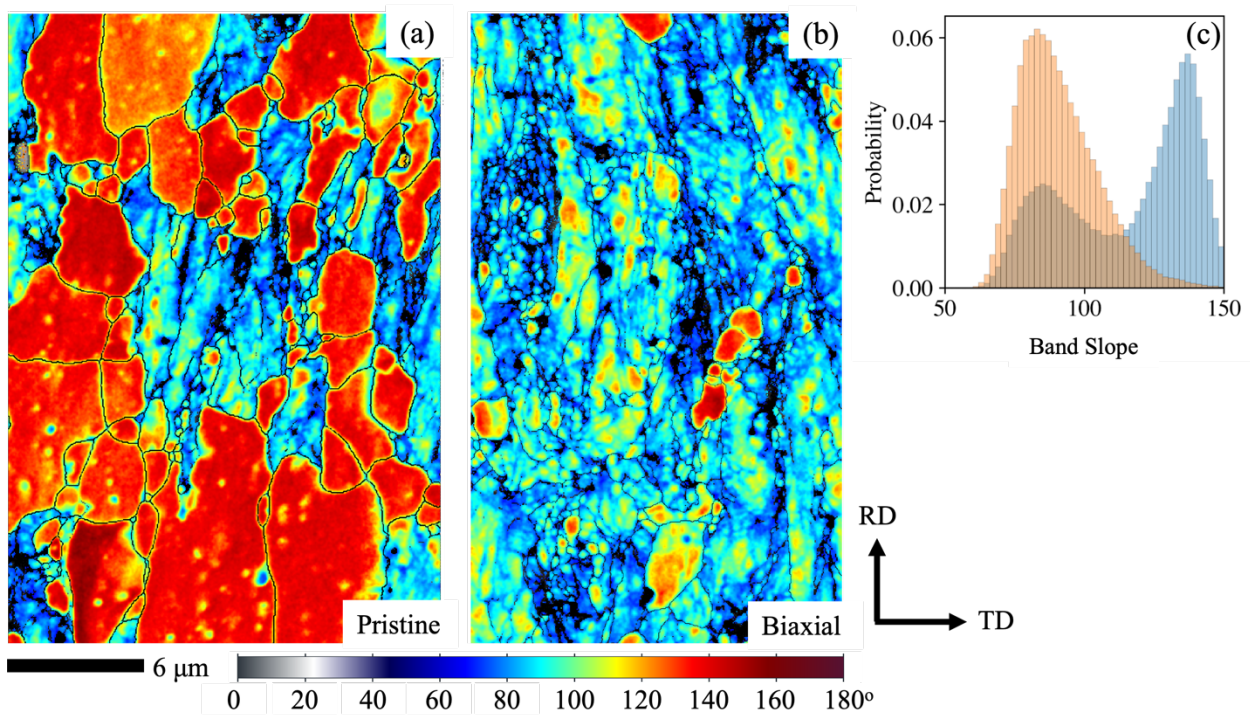 (a)
(b)
(c)
0.06
0.04
0.02
0.00
Probability
50
100
150
Band Slope
Pristine
Biaxial
RD
TD
6 μm
0 20 40 60 80 100 120 140 160 180º